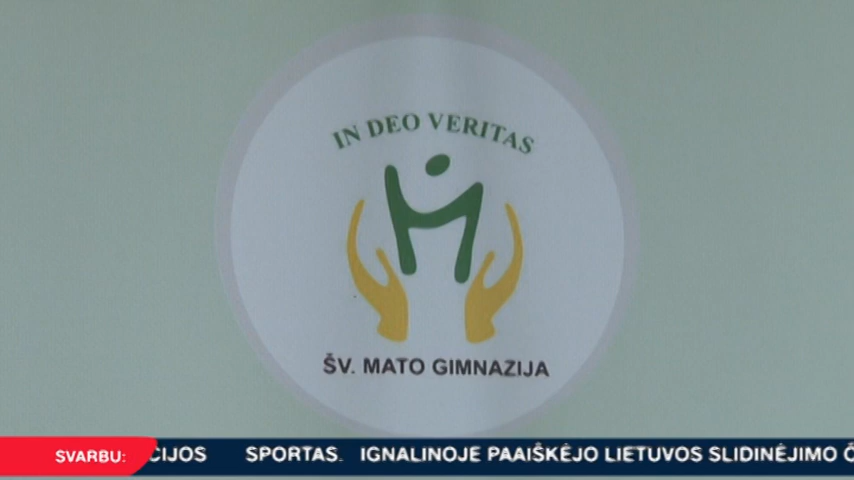 IN DEO VERITAS
ŠV. MATO GIMNAZIJA
SVARBU: CIJOS SPORTAS. IGNALINOJE PAAIŠKĖJO LIETUVOS SLIDINĖJIMO Č